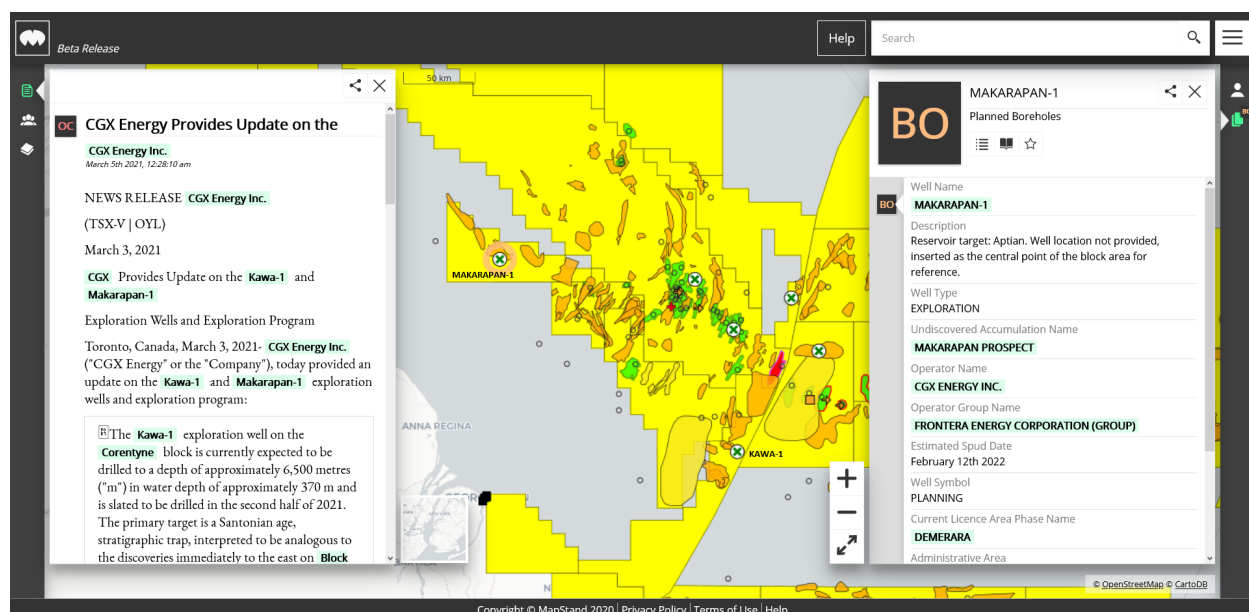 Beta Release
Help
Search
OC
CGX Energy Provides Update on the
CGX Energy Inc.
March 5th 2021, 12:28:10 am
NEWS RELEASE CGX Energy Inc.
(TSX-V | OYL)
March 3, 2021
CGX Provides Update on the Kawa-1 and
Makarapan-1
Exploration Wells and Exploration Program
Toronto, Canada, March 3, 2021- CGX Energy Inc.
("CGX Energy" or the "Company"), today provided an
update on the Kawa-1 and Makarapan-1 exploration
wells and exploration program:
The Kawa-1 exploration well on the
Corentyne block is currently expected to be
drilled to a depth of approximately 6,500 metres
("m") in water depth of approximately 370 m and
is slated to be drilled in the second half of 2021.
The primary target is a Santonian age,
stratigraphic trap, interpreted to be analogous to
the discoveries immediately to the east on Block
50 km
MAKARAPAN-1
ANNA REGINA
KAWA-1
BO
MAKARAPAN-1
Planned Boreholes
BO
BO
Well Name
MAKARAPAN-1
Description
Reservoir target: Aptian. Well location not provided,
inserted as the central point of the block area for
reference.
Well Type
EXPLORATION
Undiscovered Accumulation Name
MAKARAPAN PROSPECT
Operator Name
CGX ENERGY INC.
Operator Group Name
FRONTERA ENERGY CORPORATION (GROUP)
Estimated Spud Date
February 12th 2022
Well Symbol
PLANNING
Current Licence Area Phase Name
DEMERARA
Administrative Area
© OpenStreetMap © CartoDB
Copyright © MapStand 2020 | Privacy Policy | Terms of Use | Help